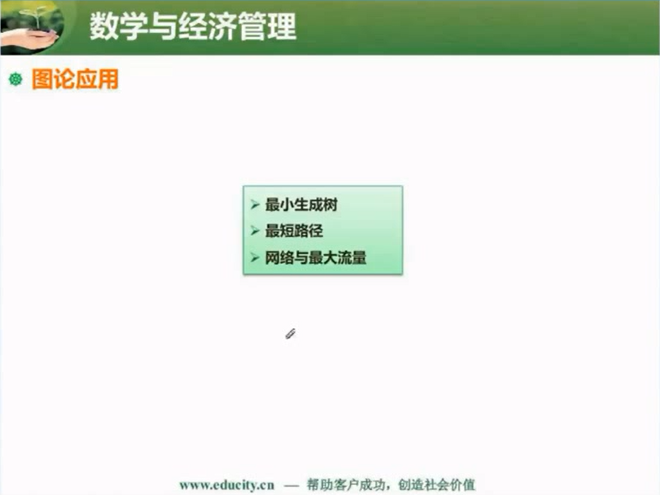 数学与经济管理
图论应用
最小生成树
最短路径
网络与最大流量
www.educity.cn — 帮助客户成功，创造社会价值